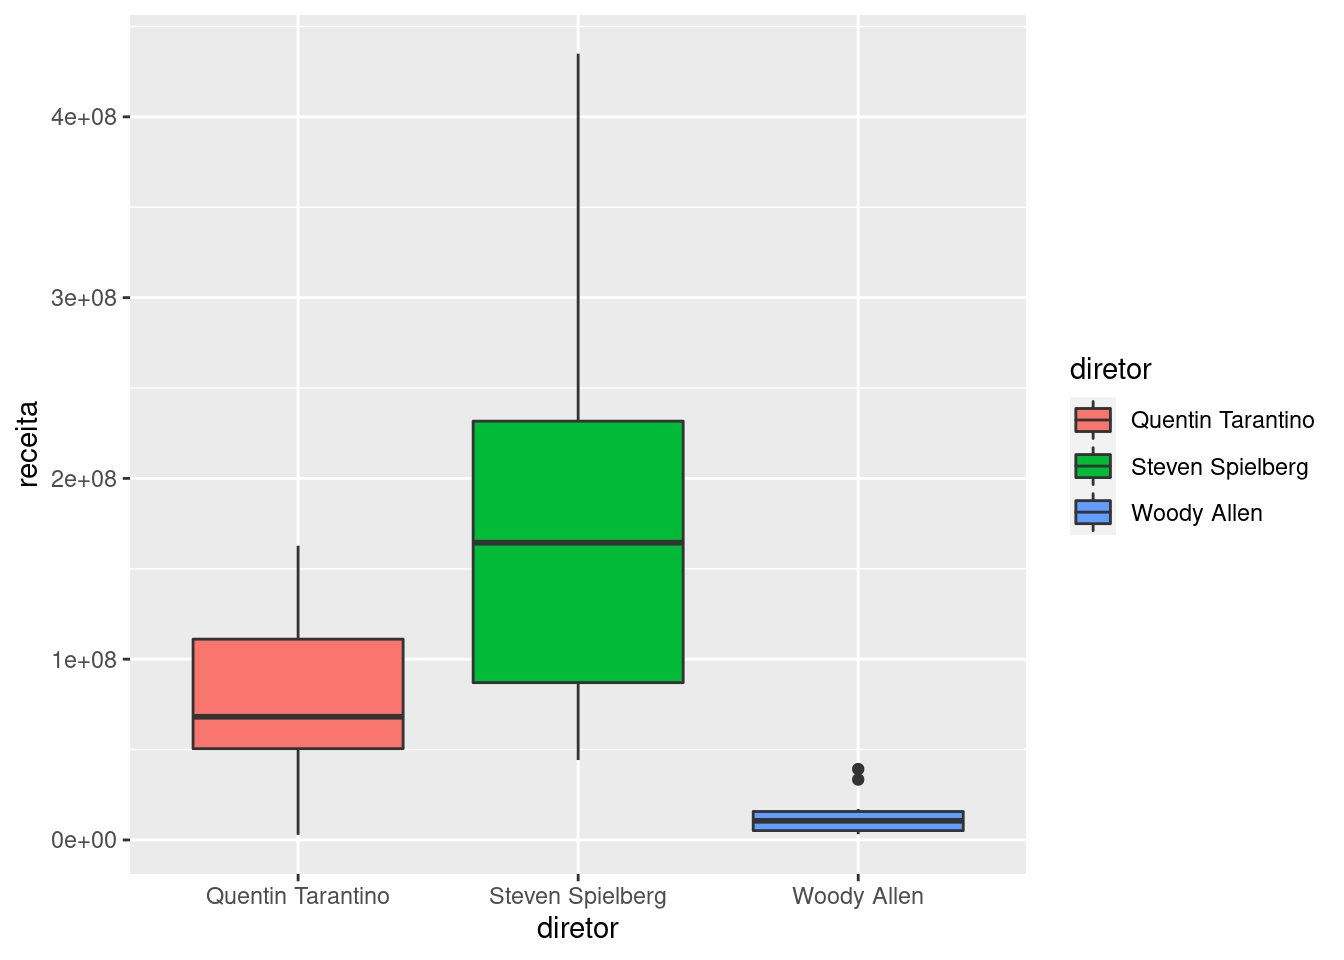 receita
4e+08
3e+08
2e+08
1e+08
0e+00
Quentin Tarantino Steven Spielberg Woody Allen
diretor
diretor
Quentin Tarantino
Steven Spielberg
Woody Allen